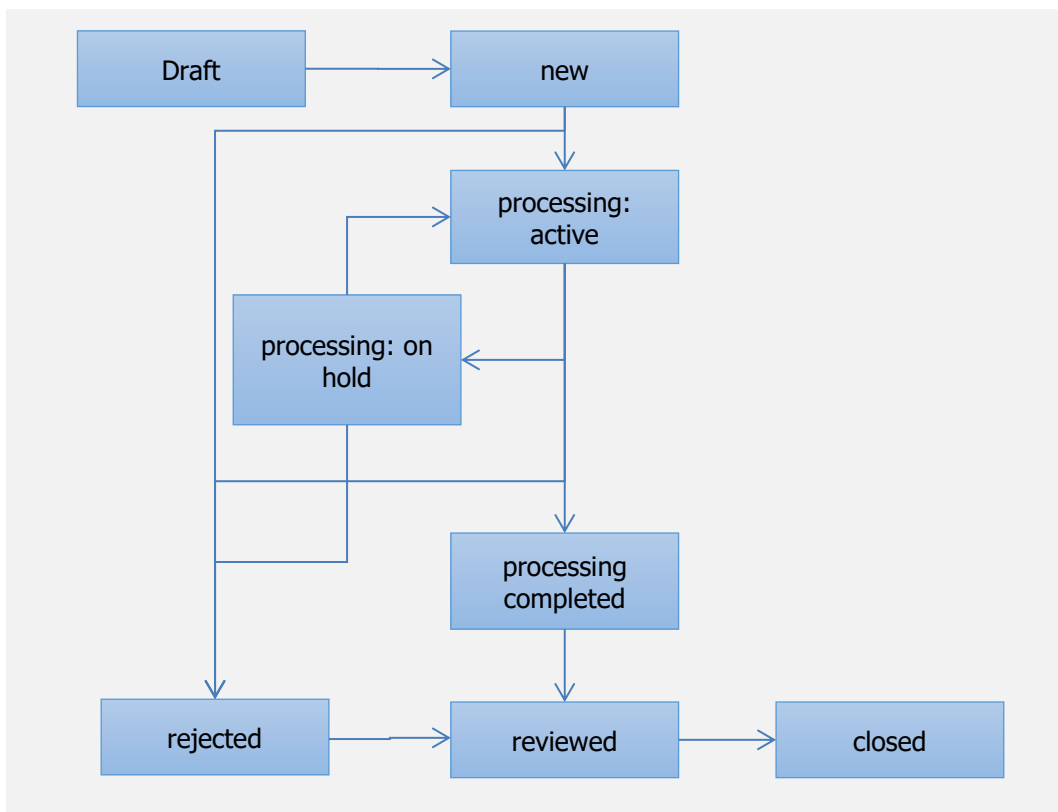 Draft
new
processing:
active
processing: on
hold
processing
completed
rejected
reviewed
closed